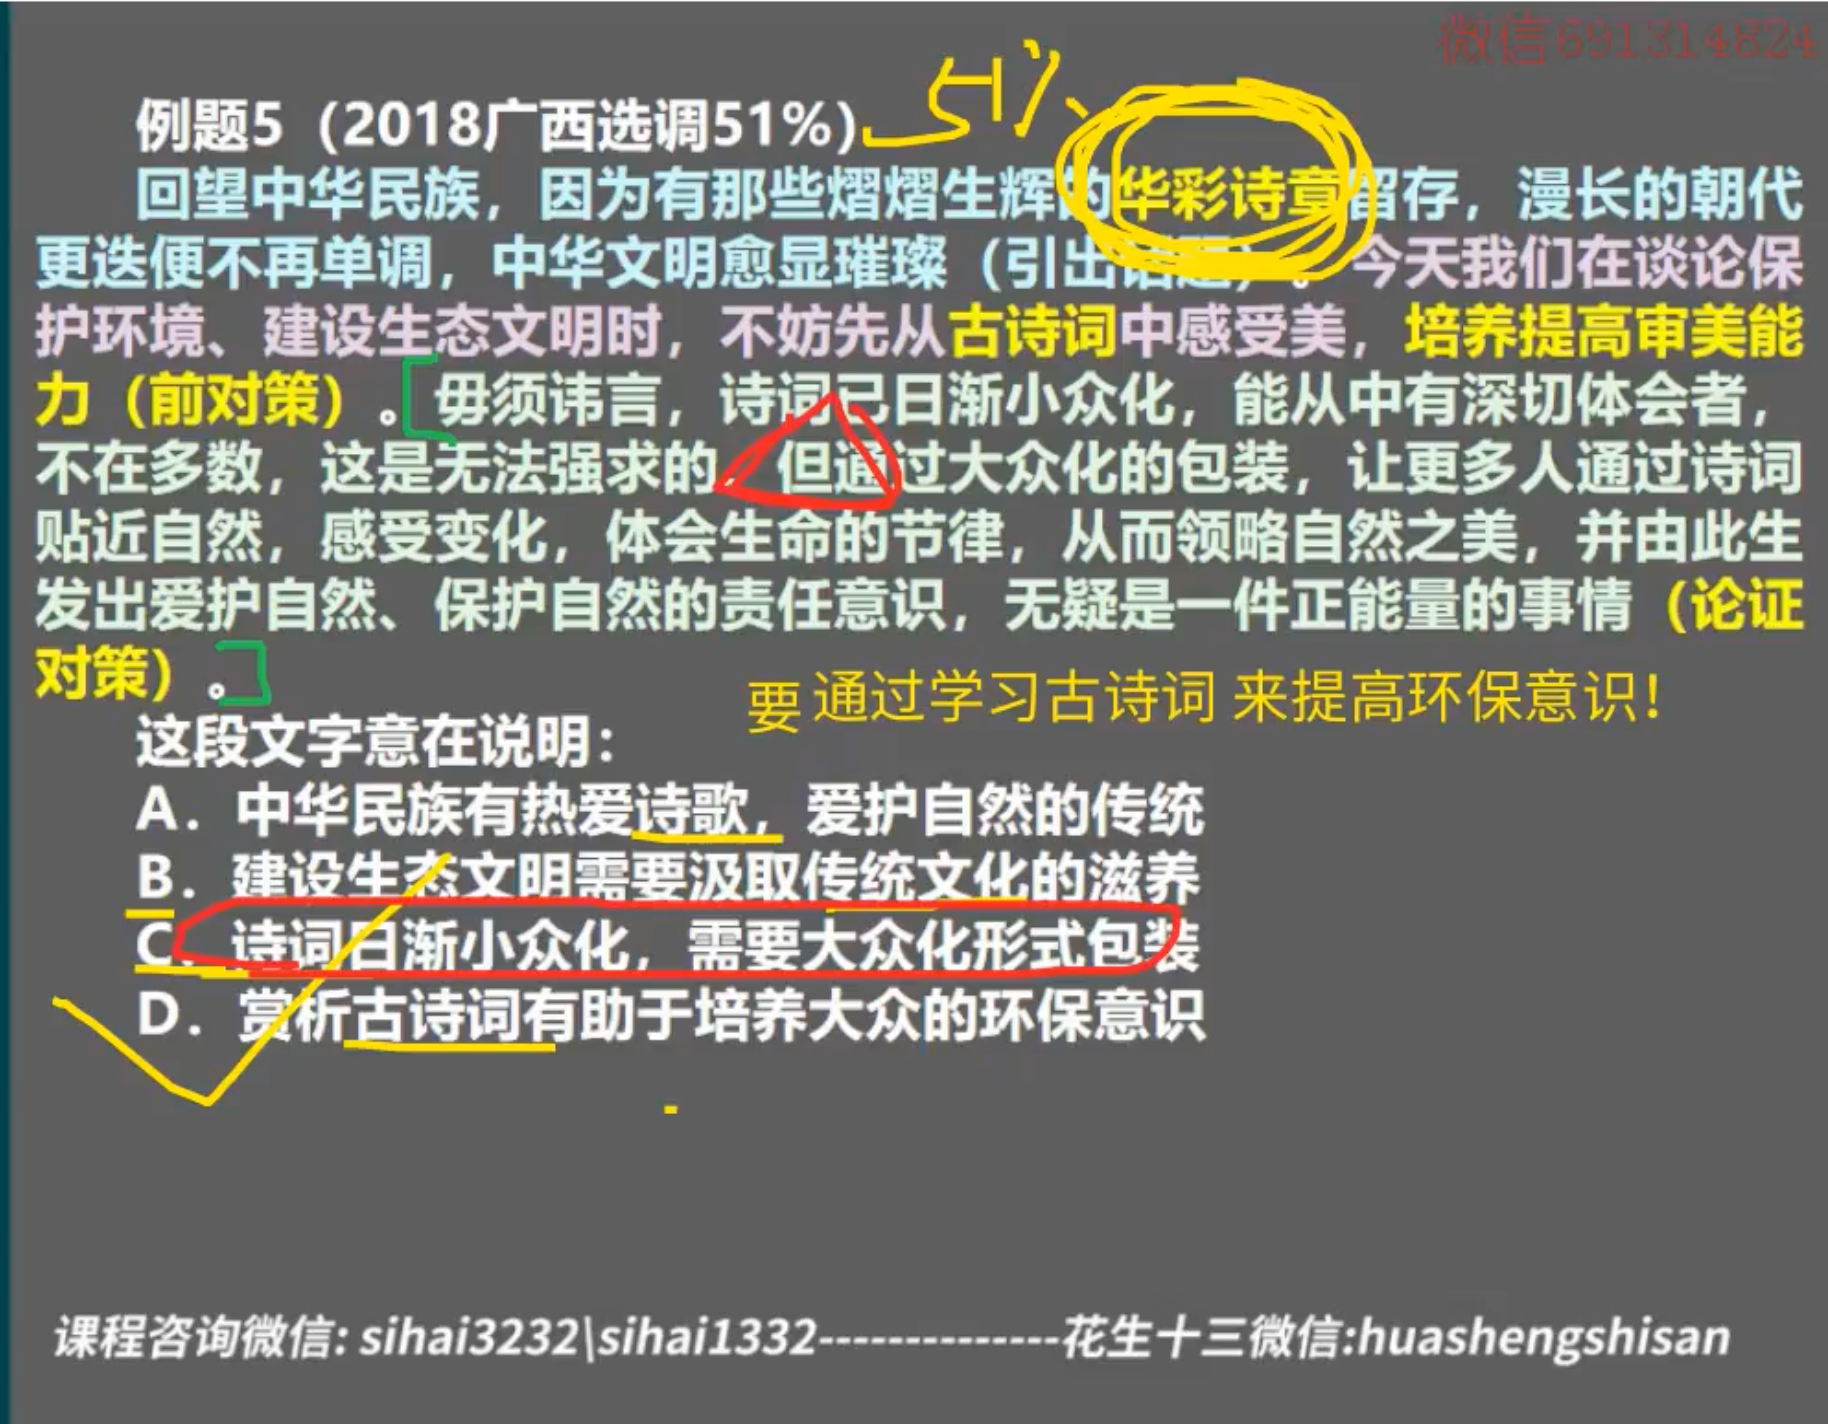 微信691314824
例题5（2018广西选调51%） 51%
回望中华民族，因为有那些熠熠生辉的华彩诗章留存，漫长的朝代
更迭便不再单调，中华文明愈显璀璨（引出话题）。今天我们在谈论保
护环境、建设生态文明时，不妨先从古诗词中感受美，培养提高审美能
力（前对策）。毋须讳言，诗词已日渐小众化，能从中有深切体会者，
不在多数，这是无法强求的，但通过大众化的包装，让更多人通过诗词
贴近自然，感受变化，体会生命的节律，从而领略自然之美，并由此生
发出爱护自然、保护自然的责任意识，无疑是一件正能量的事情（论证
对策）。
要 通过学习古诗词 来提高环保意识！
这段文字意在说明：
A．中华民族有热爱诗歌，爱护自然的传统
B．建设生态文明需要汲取传统文化的滋养
C．诗词日渐小众化，需要大众化形式包装
D．赏析古诗词有助于培养大众的环保意识
课程咨询微信: sihai3232\sihai1332--------------花生十三微信:huashengshisan